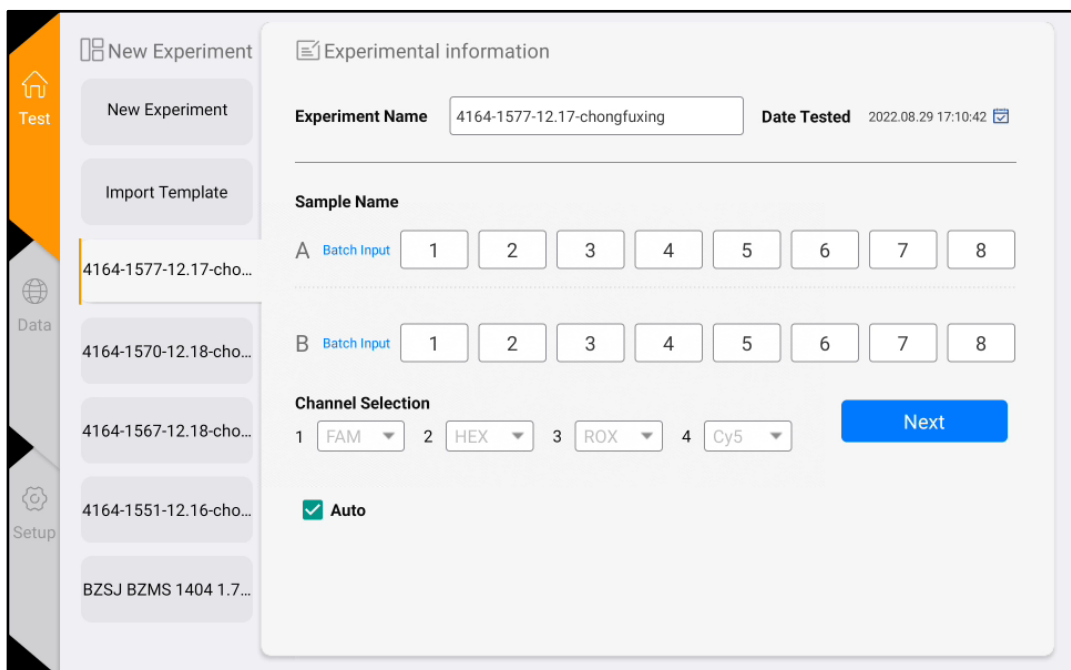 Test
Data
Setup
New Experiment
New Experiment
Import Template
4164-1577-12.17-cho...
4164-1570-12.18-cho...
4164-1567-12.18-cho...
4164-1551-12.16-cho...
BZSJ BZMS 1404 1.7...
Experimental information
Experiment Name 4164-1577-12.17-chongfuxing Date Tested 2022.08.29 17:10:42
Sample Name
A Batch Input 1 2 3 4 5 6 7 8
B Batch Input 1 2 3 4 5 6 7 8
Channel Selection
1 FAM 2 HEX 3 ROX 4 Cy5
Next
Auto